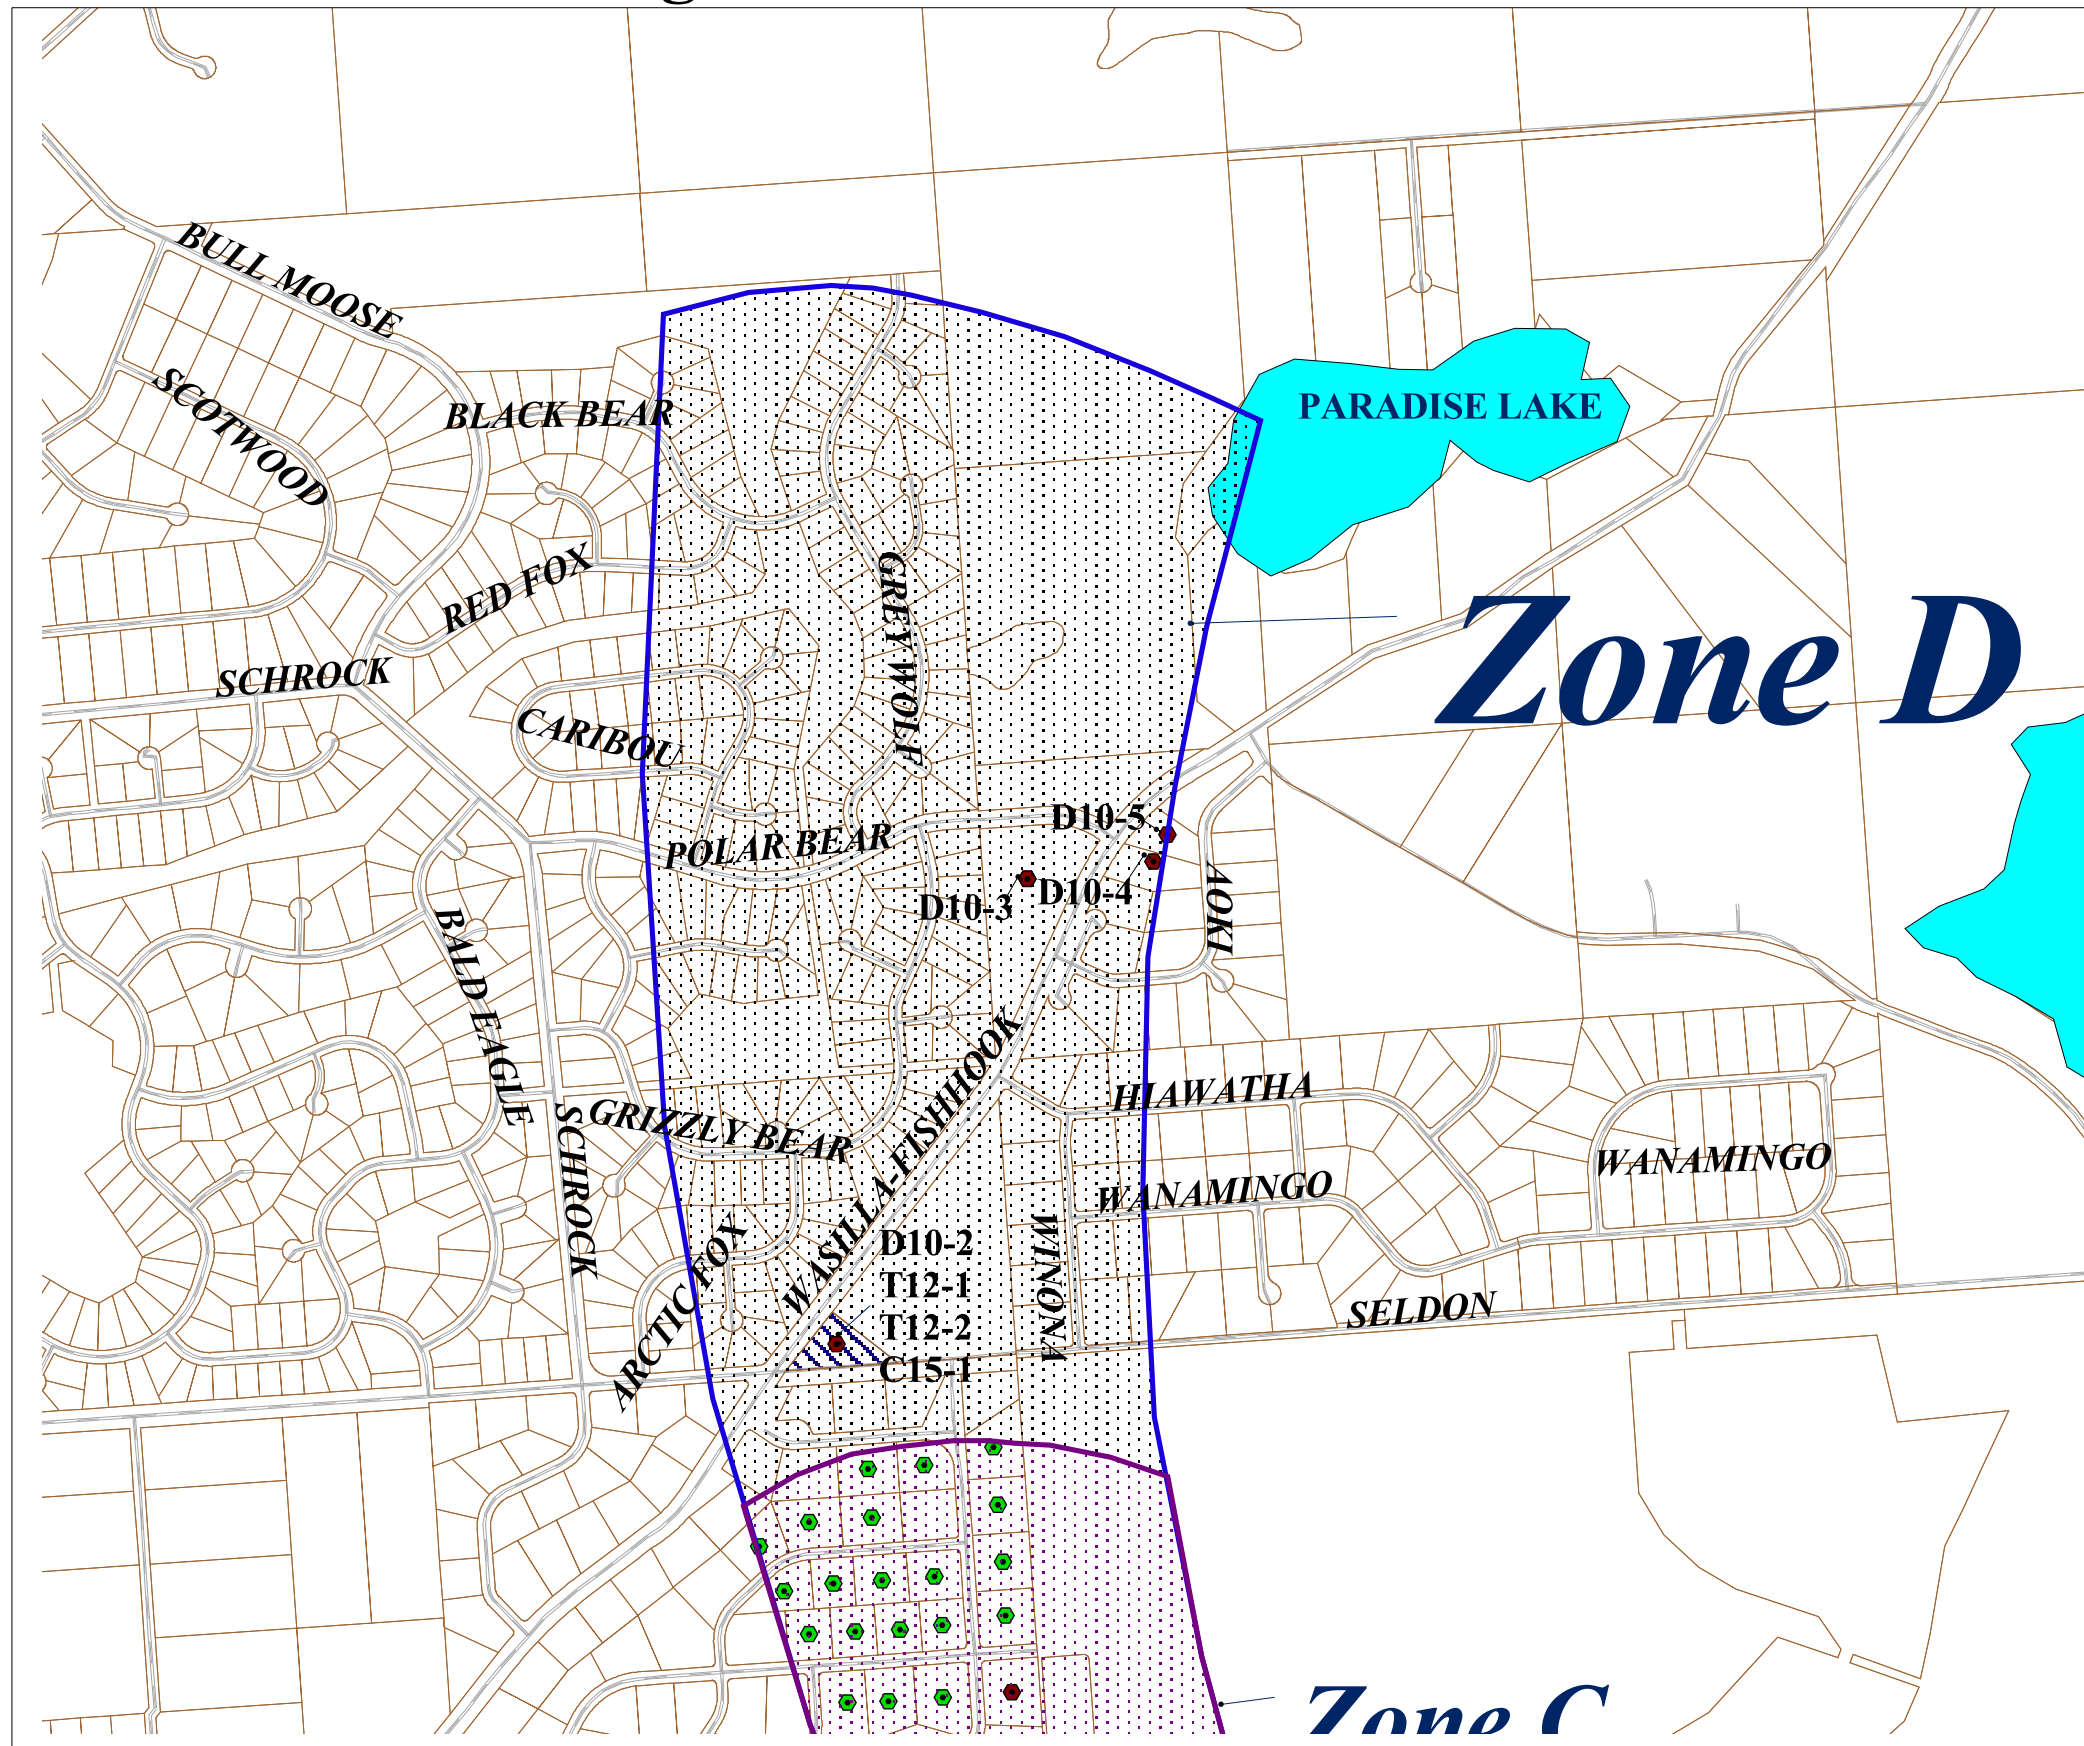 BULL MOOSE
SCOTWOOD
BLACK BEAR
PARADISE LAKE
RED FOX
GREY WOLF
SCHROCK
CARIBOU
Zone D
POLAR BEAR
D10-5
D10-4
D10-3
AOKI
BALD EAGLE
WASILLA-FISHHOOK
HIAWATHA
GRIZZLY BEAR
SCHROCK
WANAMINGO
WANAMINGO
ARCTIC FOX
WINONA
D10-2
T12-1
T12-2
C15-1
SELDON
Zone C